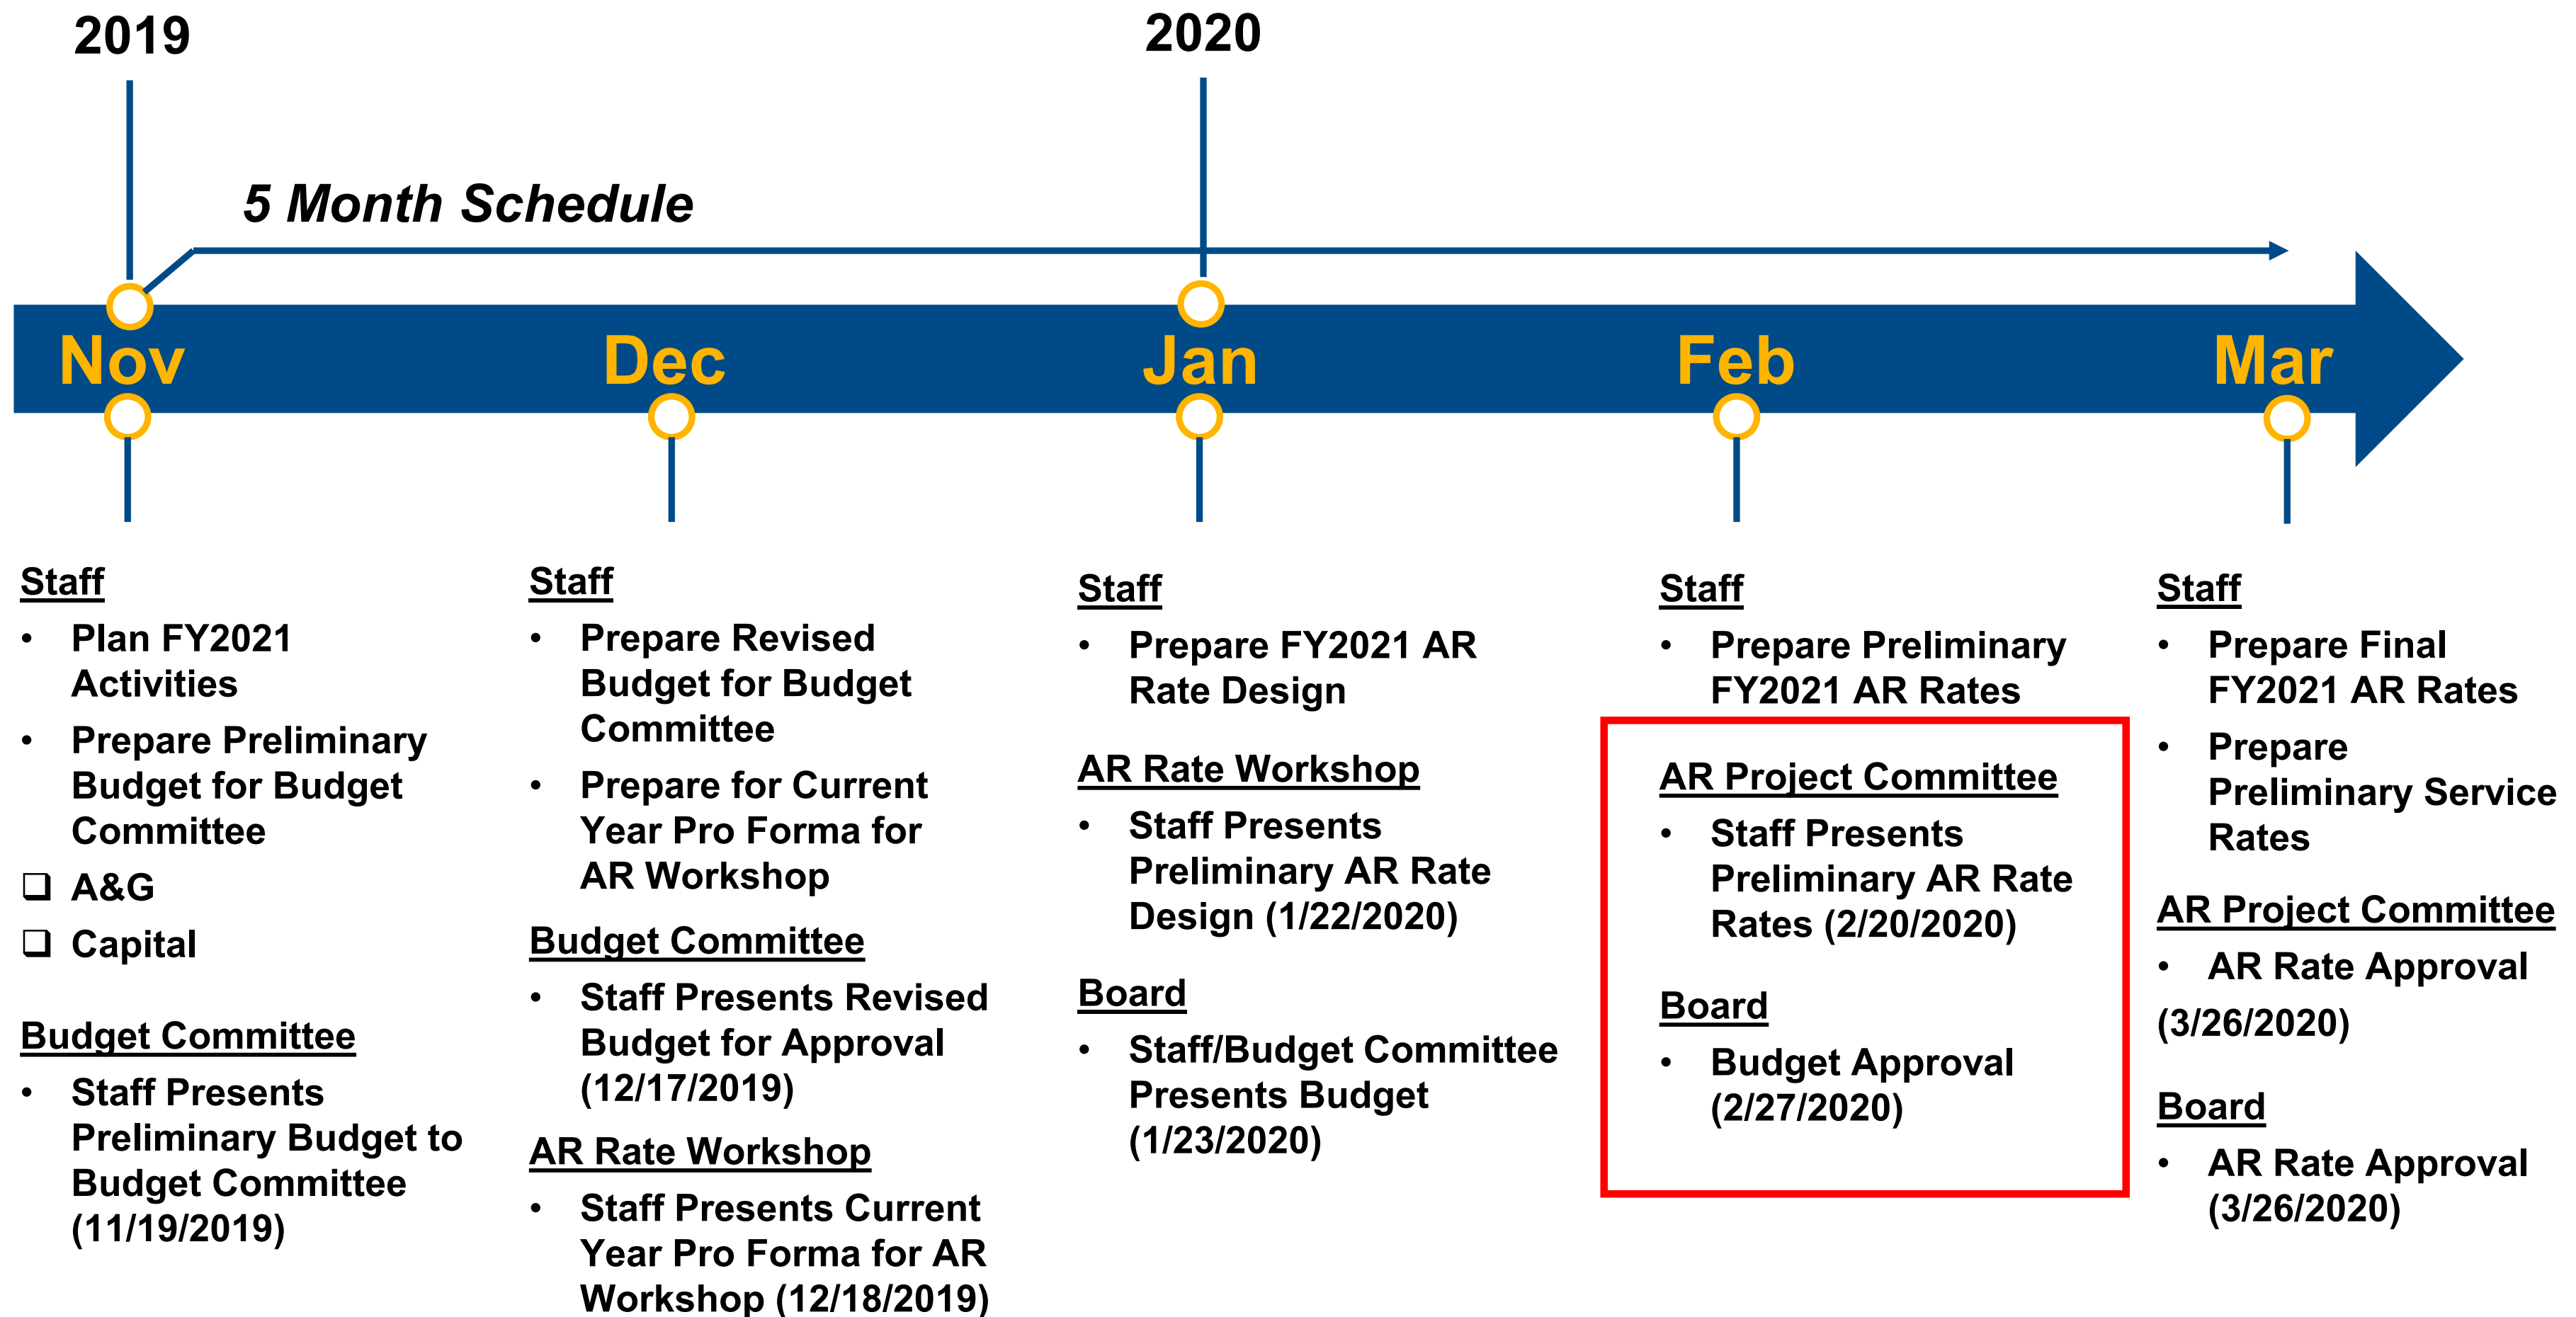 2019
2020
5 Month Schedule
Nov
Dec
Jan
Feb
Mar
Staff
• Plan FY2021
Activities
• Prepare Preliminary
Budget for Budget
Committee
❑ A&G
❑ Capital
Budget Committee
• Staff Presents
Preliminary Budget to
Budget Committee
(11/19/2019)
Staff
• Prepare Revised
Budget for Budget
Committee
• Prepare for Current
Year Pro Forma for
AR Workshop
Budget Committee
• Staff Presents Revised
Budget for Approval
(12/17/2019)
AR Rate Workshop
• Staff Presents Current
Year Pro Forma for AR
Workshop (12/18/2019)
Staff
• Prepare FY2021 AR
Rate Design
AR Rate Workshop
• Staff Presents
Preliminary AR Rate
Design (1/22/2020)
Board
• Staff/Budget Committee
Presents Budget
(1/23/2020)
Staff
• Prepare Preliminary
FY2021 AR Rates
AR Project Committee
• Staff Presents
Preliminary AR Rate
Rates (2/20/2020)
Board
• Budget Approval
(2/27/2020)
Staff
• Prepare Final
FY2021 AR Rates
• Prepare
Preliminary Service
Rates
AR Project Committee
• AR Rate Approval
(3/26/2020)
Board
• AR Rate Approval
(3/26/2020)